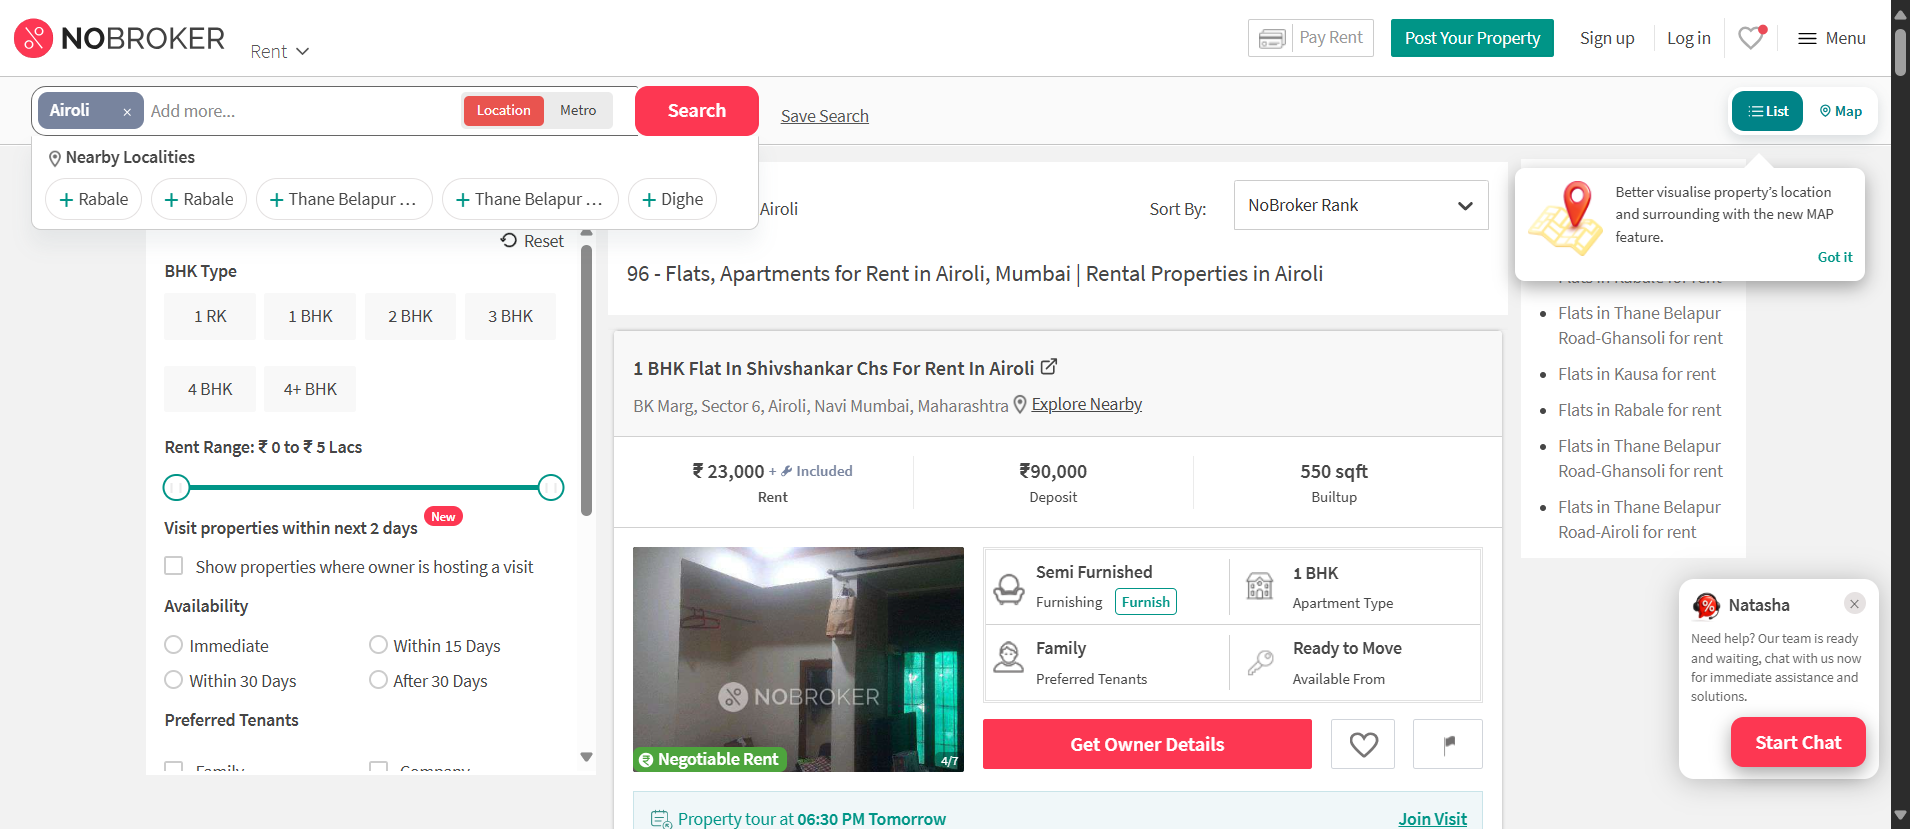 NOBROKER
Rent
Pay Rent
Post Your Property
Sign up
Log in
Menu
Airoli ×
Add more...
Location
Metro
Search
Save Search
List
Map
Nearby Localities
+ Rabale
+ Rabale
+ Thane Belapur ...
+ Thane Belapur ...
+ Dighe
Airoli
Sort By:
NoBroker Rank
Better visualise property's location
and surrounding with the new MAP
feature.
Got it
Reset
BHK Type
1 RK
1 BHK
2 BHK
3 BHK
4 BHK
4+ BHK
Rent Range: ₹ 0 to ₹ 5 Lacs
Visit properties within next 2 days
New
Show properties where owner is hosting a visit
Availability
Immediate
Within 15 Days
Within 30 Days
After 30 Days
Preferred Tenants
Family
Company
96 - Flats, Apartments for Rent in Airoli, Mumbai | Rental Properties in Airoli
1 BHK Flat In Shivshankar Chs For Rent In Airoli
BK Marg, Sector 6, Airoli, Navi Mumbai, Maharashtra
Explore Nearby
₹ 23,000 + Included
Rent
₹90,000
Deposit
550 sqft
Builtup
NOBROKER
Negotiable Rent
4/7
Semi Furnished
Furnishing
Furnish
1 BHK
Apartment Type
Family
Preferred Tenants
Ready to Move
Available From
Get Owner Details
Property tour at 06:30 PM Tomorrow
Join Visit
Flats in Rabale for rent
Flats in Thane Belapur
Road-Ghansoli for rent
Flats in Kausa for rent
Flats in Rabale for rent
Flats in Thane Belapur
Road-Ghansoli for rent
Flats in Thane Belapur
Road-Airoli for rent
Natasha
Need help? Our team is ready
and waiting, chat with us now
for immediate assistance and
solutions.
Start Chat